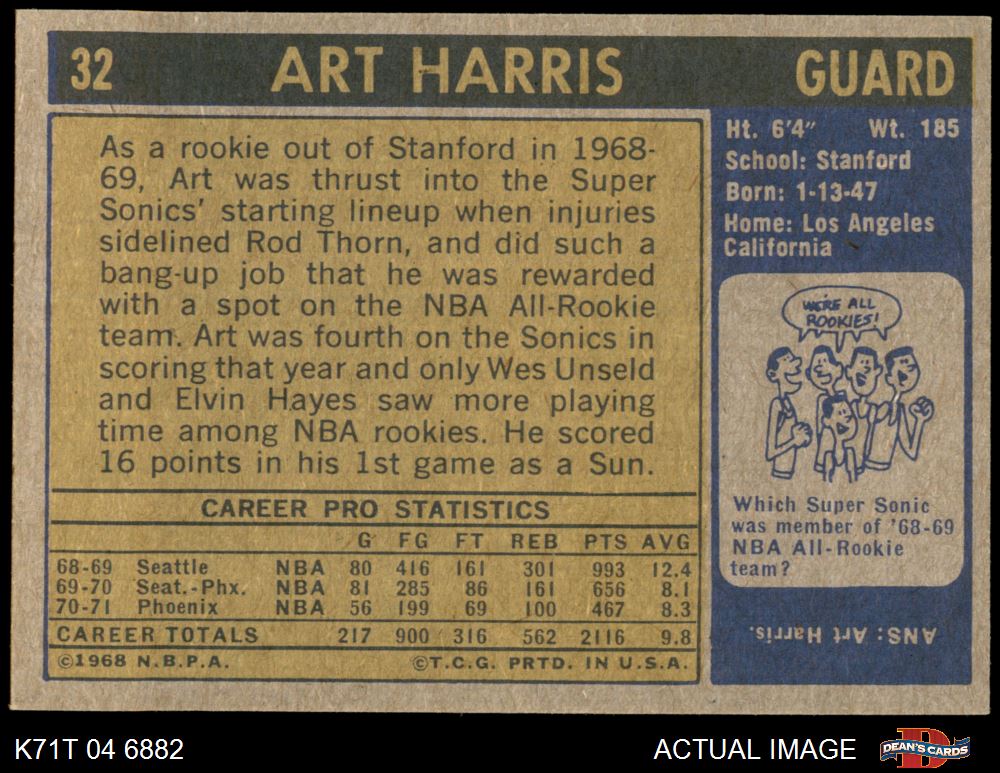 32 ART HARRIS GUARD
As a rookie out of Stanford in 1968-
69, Art was thrust into the Super
Sonics' starting lineup when injuries
sidelined Rod Thorn, and did such a
bang-up job that he was rewarded
with a spot on the NBA All-Rookie
team. Art was fourth on the Sonics in
scoring that year and only Wes Unseld
and Elvin Hayes saw more playing
time among NBA rookies. He scored
16 points in his 1st game as a Sun.
CAREER PRO STATISTICS
G FG FT REB PTS AVG
68-69 Seattle NBA 80 416 161 301 993 12.4
69-70 Seat.-Phx. NBA 81 285 86 161 656 8.1
70-71 Phoenix NBA 56 199 69 100 467 8.3
CAREER TOTALS 217 900 316 562 2116 9.8
©1968 N.B.P.A. ©T.C.G. PRTD. IN U.S.A.
Ht. 6'4" Wt. 185
School: Stanford
Born: 1-13-47
Home: Los Angeles
California
WE'RE ALL
ROOKIES!
Which Super Sonic
was member of '68-69
NBA All-Rookie
team?
ANS: Art Harris.
K71T 04 6882 ACTUAL IMAGE
DEAN'S CARDS